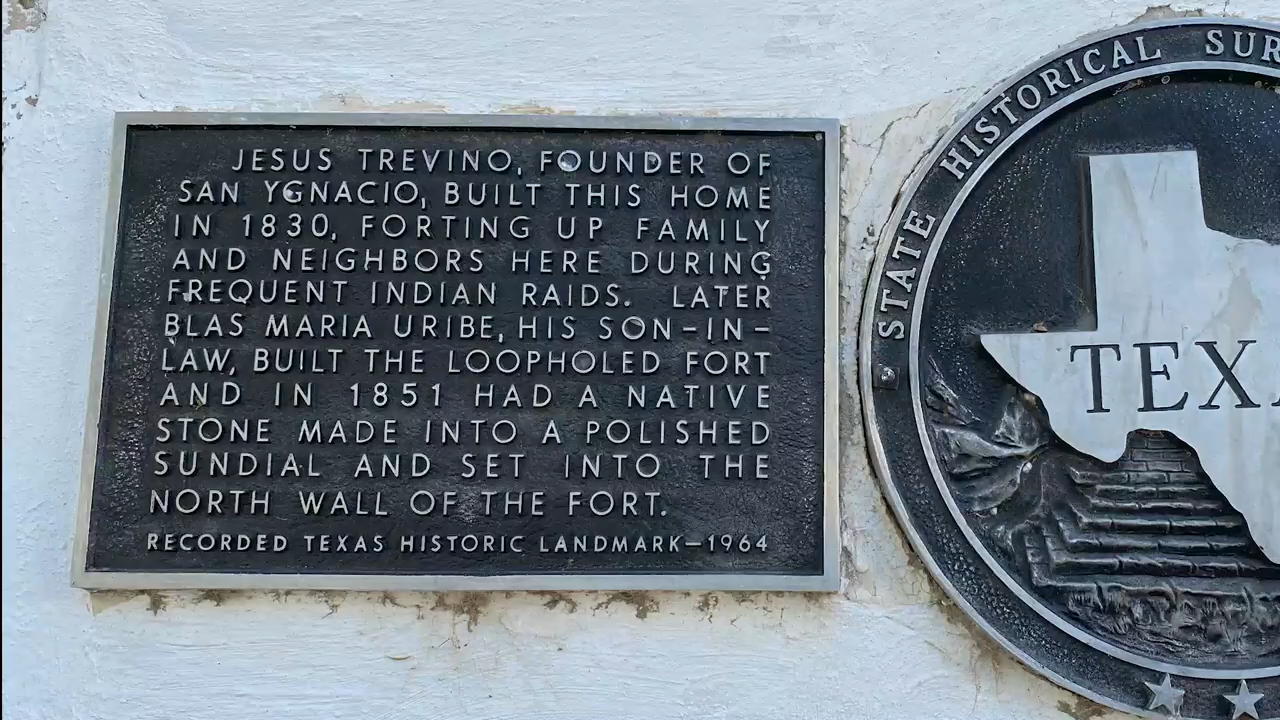 JESUS TREVINO, FOUNDER OF
SAN YGNACIO, BUILT THIS HOME
IN 1830, FORTING UP FAMILY
AND NEIGHBORS HERE DURING
FREQUENT INDIAN RAIDS. LATER
BLAS MARIA URIBE, HIS SON-IN-
LAW, BUILT THE LOOPHOLED FORT
AND IN 1851 HAD A NATIVE
STONE MADE INTO A POLISHED
SUNDIAL AND SET INTO THE
NORTH WALL OF THE FORT.
RECORDED TEXAS HISTORIC LANDMARK—1964
STATE HISTORICAL SUR
TEXA